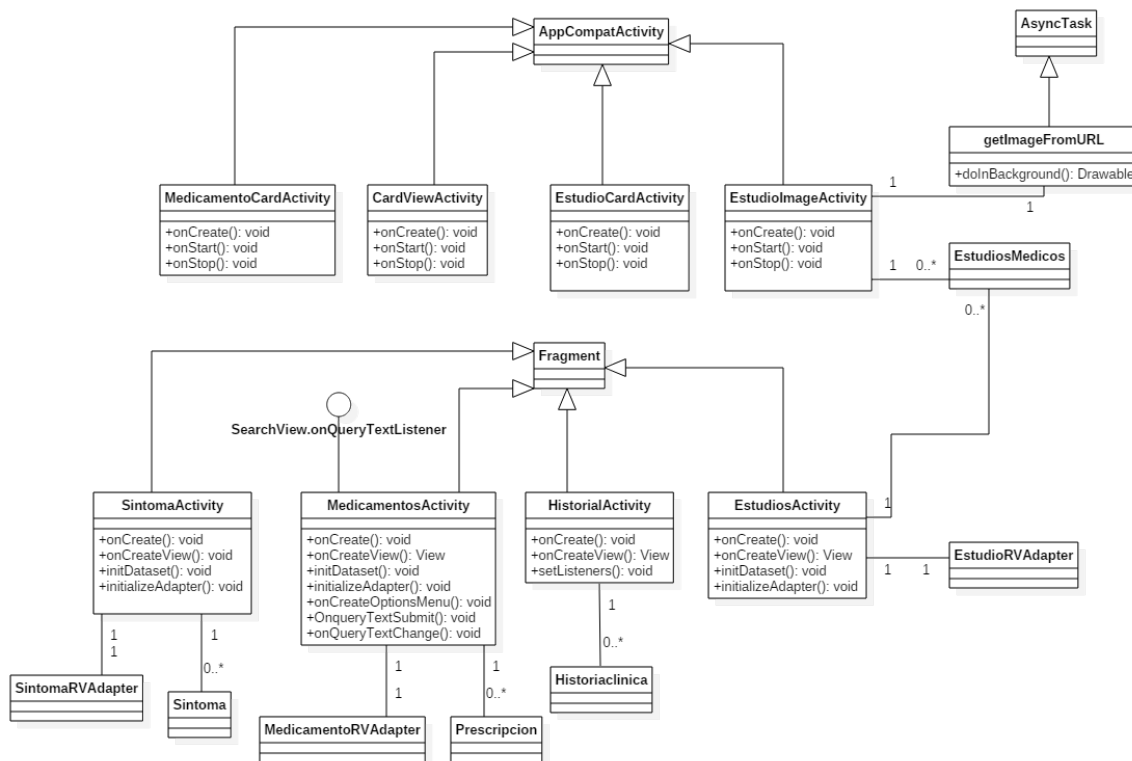 AppCompatActivity
AsyncTask
getImageFromURL
+doInBackground(): Drawable
1
1
MedicamentoCardActivity
+onCreate(): void
+onStart(): void
+onStop(): void
CardViewActivity
+onCreate(): void
+onStart(): void
+onStop(): void
EstudioCardActivity
+onCreate(): void
+onStart(): void
+onStop(): void
EstudioImageActivity
+onCreate(): void
+onStart(): void
+onStop(): void
1
0..*
EstudiosMedicos
0..*
Fragment
SearchView.onQueryTextListener
SintomaActivity
+onCreate(): void
+onCreateView(): void
+initDataset(): void
+initializeAdapter(): void
MedicamentosActivity
+onCreate(): void
+onCreateView(): View
+initDataset(): void
+initializeAdapter(): void
+onCreateOptionsMenu(): void
+OnqueryTextSubmit(): void
+onQueryTextChange(): void
HistorialActivity
+onCreate(): void
+onCreateView(): View
+setListeners(): void
EstudiosActivity
+onCreate(): void
+onCreateView(): View
+initDataset(): void
+initializeAdapter(): void
1
1
1
EstudioRVAdapter
1
1
1
0..*
SintomaRVAdapter
Sintoma
1
1
1
0..*
MedicamentoRVAdapter
Prescripcion
1
0..*
Historiaclinica